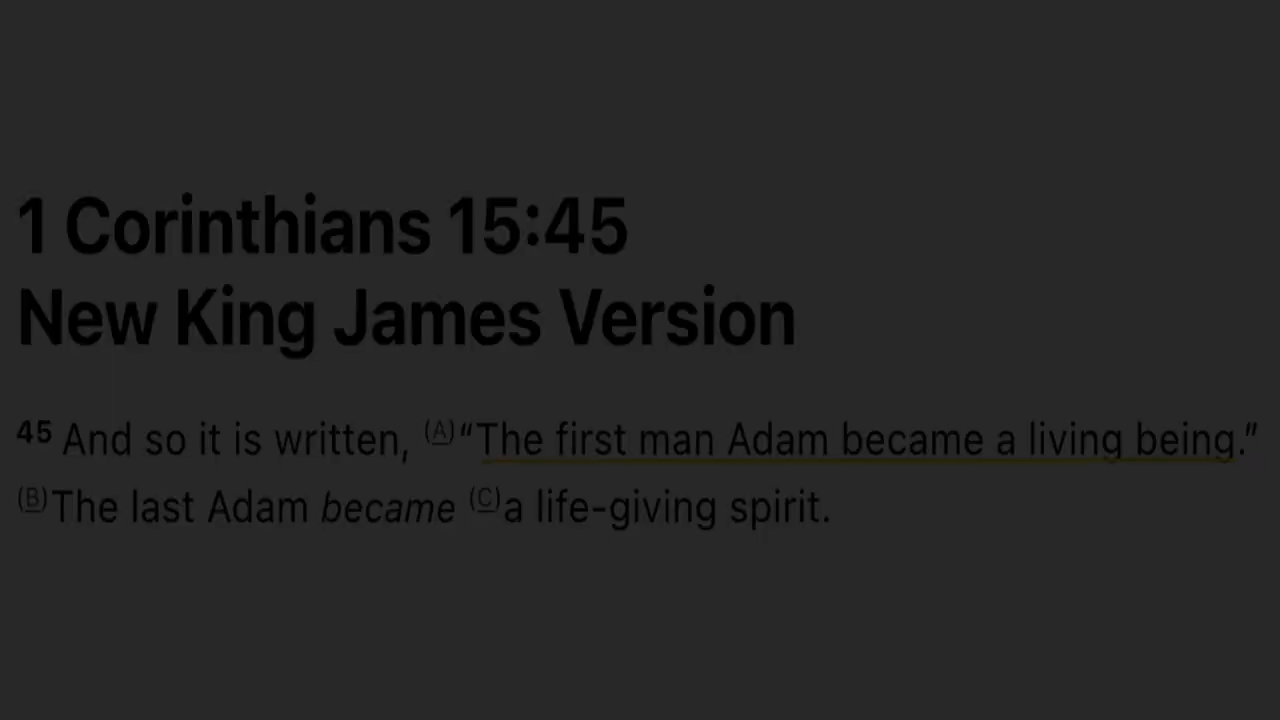 1 Corinthians 15:45
New King James Version
45 And so it is written, (A)“The first man Adam became a living being.”
(B)The last Adam became (C)a life-giving spirit.